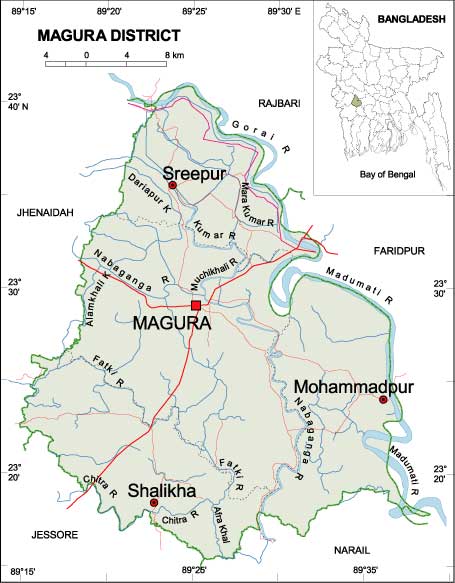 89°20'
89°25'
89°30' E
MAGURA DISTRICT
4 0 4 8 km
BANGLADESH
Bay of Bengal
23°
40' N
RAJBARI
Gorai R
Sreepur
Dariapur K
Mara Kumar R
JHENAIDAH
Kumar R
FARIDPUR
Nabaganga R
Muchikhali R
Madumati R
Alamkhali K
23°
30'
23°
30'
MAGURA
Fatki R
Mohammadpur
Nabaganga R
23°
20'
Fatki R
Madumati R
23°
20'
Chitra R
Shalikha
Chitra R
Afra Khal
JESSORE
NARAIL
89°15'
89°25'
89°35'